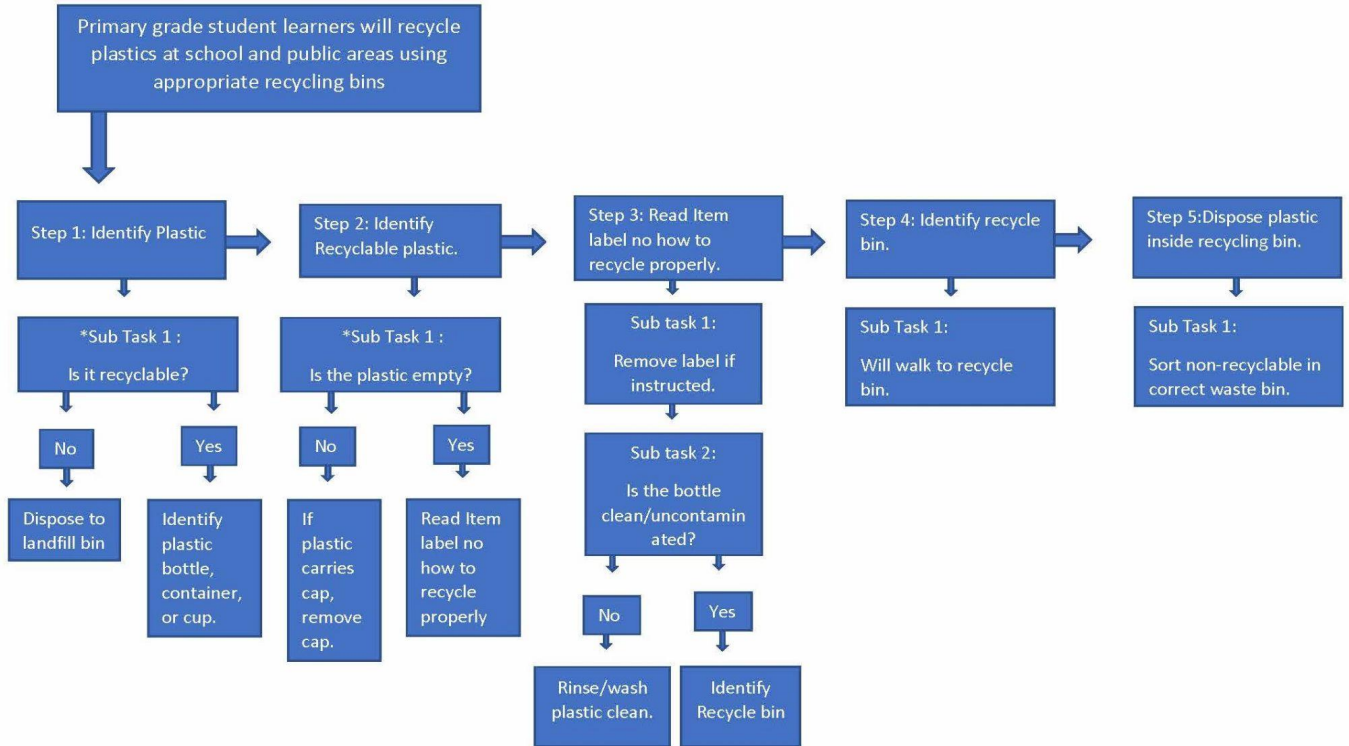 Primary grade student learners will recycle
plastics at school and public areas using
appropriate recycling bins
Step 1: Identify Plastic
Step 2: Identify
Recyclable plastic.
Step 3: Read Item
label no how to
recycle properly.
Step 4: Identify recycle
bin.
Step 5:Dispose plastic
inside recycling bin.
*Sub Task 1 :
Is it recyclable?
*Sub Task 1 :
Is the plastic empty?
Sub task 1:
Remove label if
instructed.
Sub Task 1:
Will walk to recycle
bin.
Sub Task 1:
Sort non-recyclable in
correct waste bin.
No
Yes
No
Yes
Sub task 2:
Is the bottle
clean/uncontamin
ated?
Dispose to
landfill bin
Identify
plastic
bottle,
container,
or cup.
If
plastic
carries
cap,
remove
cap.
Read Item
label no
how to
recycle
properly
No
Yes
Rinse/wash
plastic clean.
Identify
Recycle bin